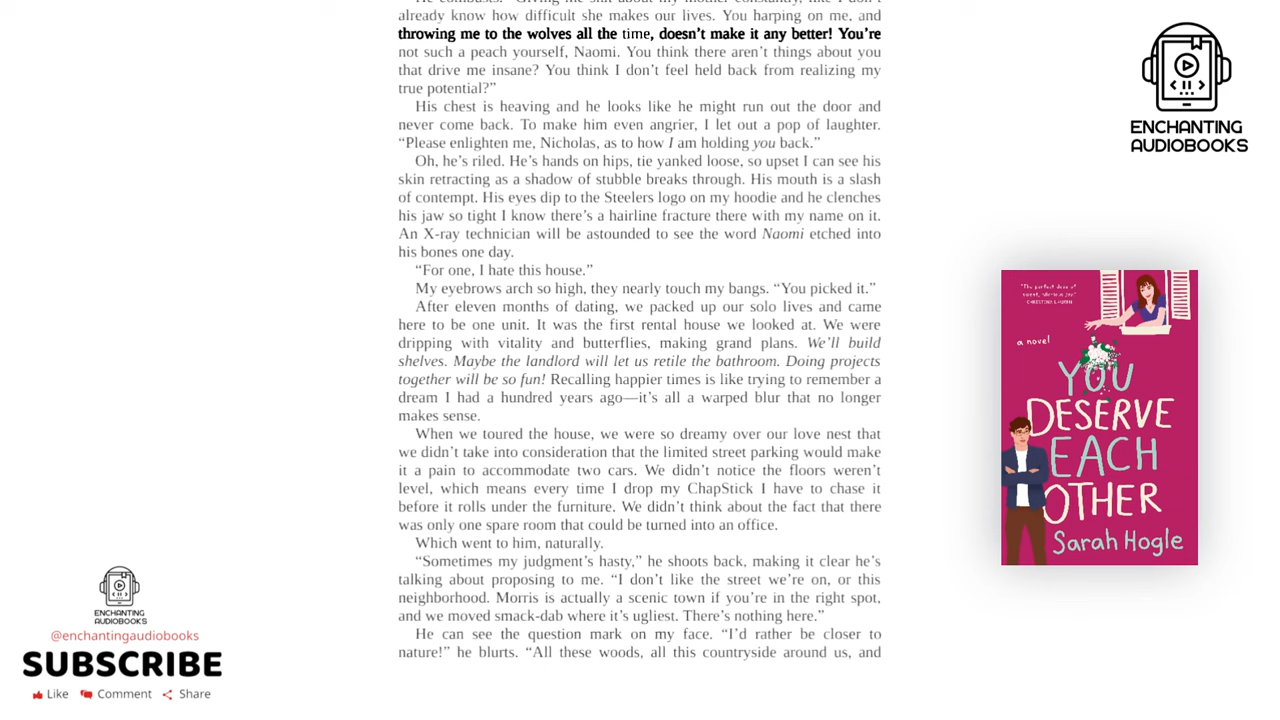 He combusts. "Giving me shit about my mother constantly, like I don't
already know how difficult she makes our lives. You harping on me, and
throwing me to the wolves all the time, doesn't make it any better! You're
not such a peach yourself, Naomi. You think there aren't things about you
that drive me insane? You think I don't feel held back from realizing my
true potential?"
His chest is heaving and he looks like he might run out the door and
never come back. To make him even angrier, I let out a pop of laughter.
"Please enlighten me, Nicholas, as to how I am holding you back."
Oh, he's riled. He's hands on hips, tie yanked loose, so upset I can see his
skin retracting as a shadow of stubble breaks through. His mouth is a slash
of contempt. His eyes dip to the Steelers logo on my hoodie and he clenches
his jaw so tight I know there's a hairline fracture there with my name on it.
An X-ray technician will be astounded to see the word Naomi etched into
his bones one day.
"For one, I hate this house."
My eyebrows arch so high, they nearly touch my bangs. "You picked it."
After eleven months of dating, we packed up our solo lives and came
here to be one unit. It was the first rental house we looked at. We were
dripping with vitality and butterflies, making grand plans. We'll build
shelves. Maybe the landlord will let us retile the bathroom. Doing projects
together will be so fun! Recalling happier times is like trying to remember a
dream I had a hundred years ago—it's all a warped blur that no longer
makes sense.
When we toured the house, we were so dreamy over our love nest that
we didn't take into consideration that the limited street parking would make
it a pain to accommodate two cars. We didn't notice the floors weren't
level, which means every time I drop my ChapStick I have to chase it
before it rolls under the furniture. We didn't think about the fact that there
was only one spare room that could be turned into an office.
Which went to him, naturally.
"Sometimes my judgment's hasty," he shoots back, making it clear he's
talking about proposing to me. "I don't like the street we're on, or this
neighborhood. Morris is actually a scenic town if you're in the right spot,
and we moved smack-dab where it's ugliest. There's nothing here."
He can see the question mark on my face. "I'd rather be closer to
nature!" he blurts. "All these woods, all this countryside around us, and
ENCHANTING
AUDIOBOOKS
"The perfect dose of
CHRISTINA LAUREN
a novel
YOU
DESERVE
EACH
OTHER
Sarah Hogle
ENCHANTING
AUDIOBOOKS
@enchantingaudiobooks
SUBSCRIBE
Like Comment Share